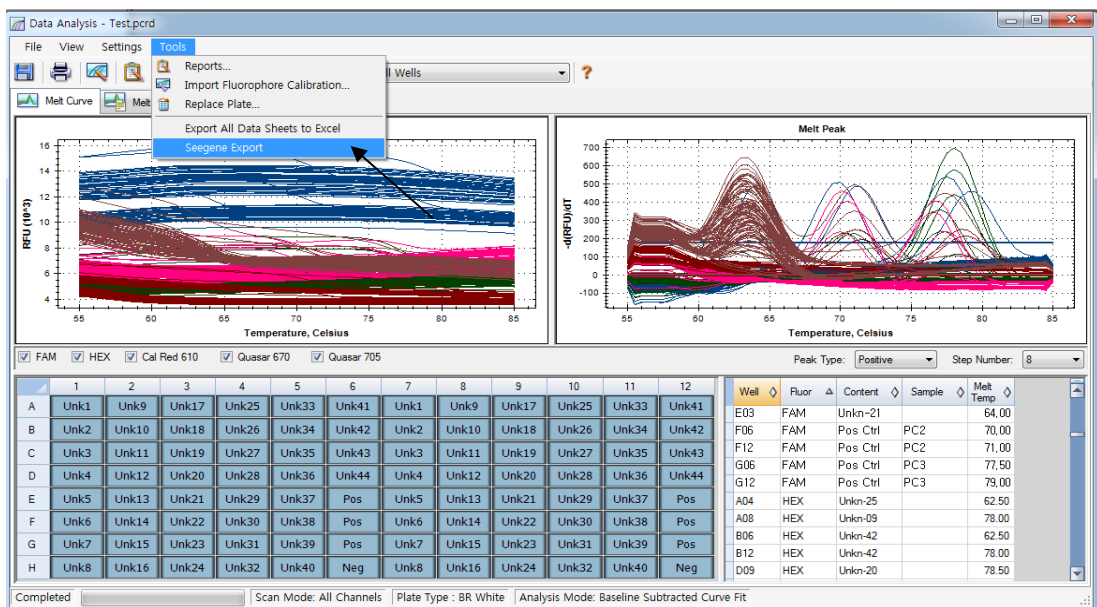 Data Analysis - Test.pcrd
File View Settings Tools
Reports...
Import Fluorophore Calibration...
Replace Plate...
Export All Data Sheets to Excel
Seegene Export
ll Wells
?
Melt Curve Melt
16
14
12
10
8
6
4
RFU (10^3)
55 60 65 70 75 80 85
Temperature, Celsius
Melt Peak
700
600
500
400
300
200
100
0
-100
-d(RFU)/dT
55 60 65 70 75 80 85
Temperature, Celsius
FAM HEX Cal Red 610 Quasar 670 Quasar 705
Peak Type: Positive Step Number: 8
1 2 3 4 5 6 7 8 9 10 11 12
A Unk1 Unk9 Unk17 Unk25 Unk33 Unk41 Unk1 Unk9 Unk17 Unk25 Unk33 Unk41
B Unk2 Unk10 Unk18 Unk26 Unk34 Unk42 Unk2 Unk10 Unk18 Unk26 Unk34 Unk42
C Unk3 Unk11 Unk19 Unk27 Unk35 Unk43 Unk3 Unk11 Unk19 Unk27 Unk35 Unk43
D Unk4 Unk12 Unk20 Unk28 Unk36 Unk44 Unk4 Unk12 Unk20 Unk28 Unk36 Unk44
E Unk5 Unk13 Unk21 Unk29 Unk37 Pos Unk5 Unk13 Unk21 Unk29 Unk37 Pos
F Unk6 Unk14 Unk22 Unk30 Unk38 Pos Unk6 Unk14 Unk22 Unk30 Unk38 Pos
G Unk7 Unk15 Unk23 Unk31 Unk39 Pos Unk7 Unk15 Unk23 Unk31 Unk39 Pos
H Unk8 Unk16 Unk24 Unk32 Unk40 Neg Unk8 Unk16 Unk24 Unk32 Unk40 Neg
Well Fluor Content Sample Melt Temp
E03 FAM Unkn-21 64,00
F06 FAM Pos Ctrl PC2 70,00
F12 FAM Pos Ctrl PC2 71,00
G06 FAM Pos Ctrl PC3 77,50
G12 FAM Pos Ctrl PC3 79,00
A04 HEX Unkn-25 62.50
A08 HEX Unkn-09 78.00
B06 HEX Unkn-42 62.50
B12 HEX Unkn-42 78.00
D09 HEX Unkn-20 78.50
Completed Scan Mode: All Channels Plate Type : BR White Analysis Mode: Baseline Subtracted Curve Fit